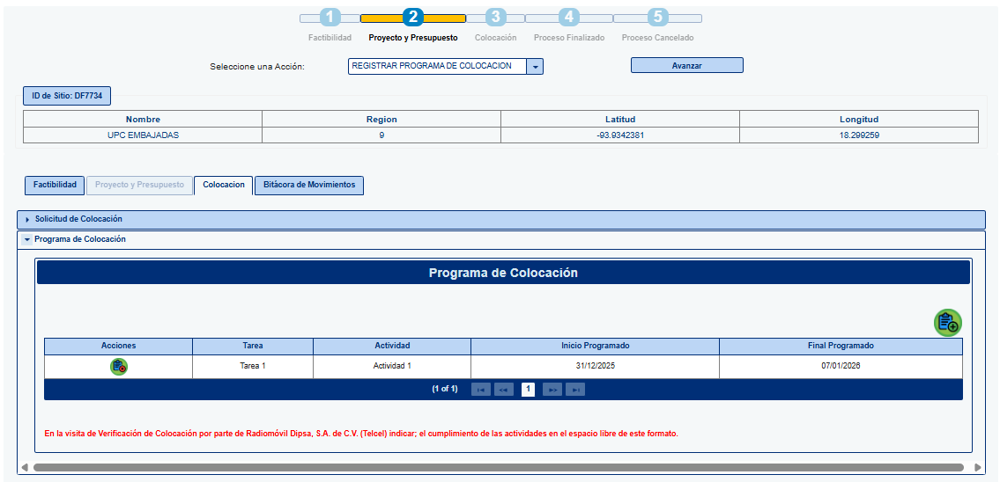 1 2 3 4 5
Factibilidad Proyecto y Presupuesto Colocación Proceso Finalizado Proceso Cancelado
Seleccione una Acción: REGISTRAR PROGRAMA DE COLOCACION Avanzar
ID de Sitio: DF7734
Nombre Region Latitud Longitud
UPC EMBAJADAS 9 -93.9342381 18.299259
Factibilidad Proyecto y Presupuesto Colocacion Bitácora de Movimientos
Solicitud de Colocación
Programa de Colocación
Programa de Colocación
Acciones Tarea Actividad Inicio Programado Final Programado
Tarea 1 Actividad 1 31/12/2025 07/01/2026
(1 of 1) 1
En la visita de Verificación de Colocación por parte de Radiomóvil Dipsa, S.A. de C.V. (Telcel) indicar; el cumplimiento de las actividades en el espacio libre de este formato.